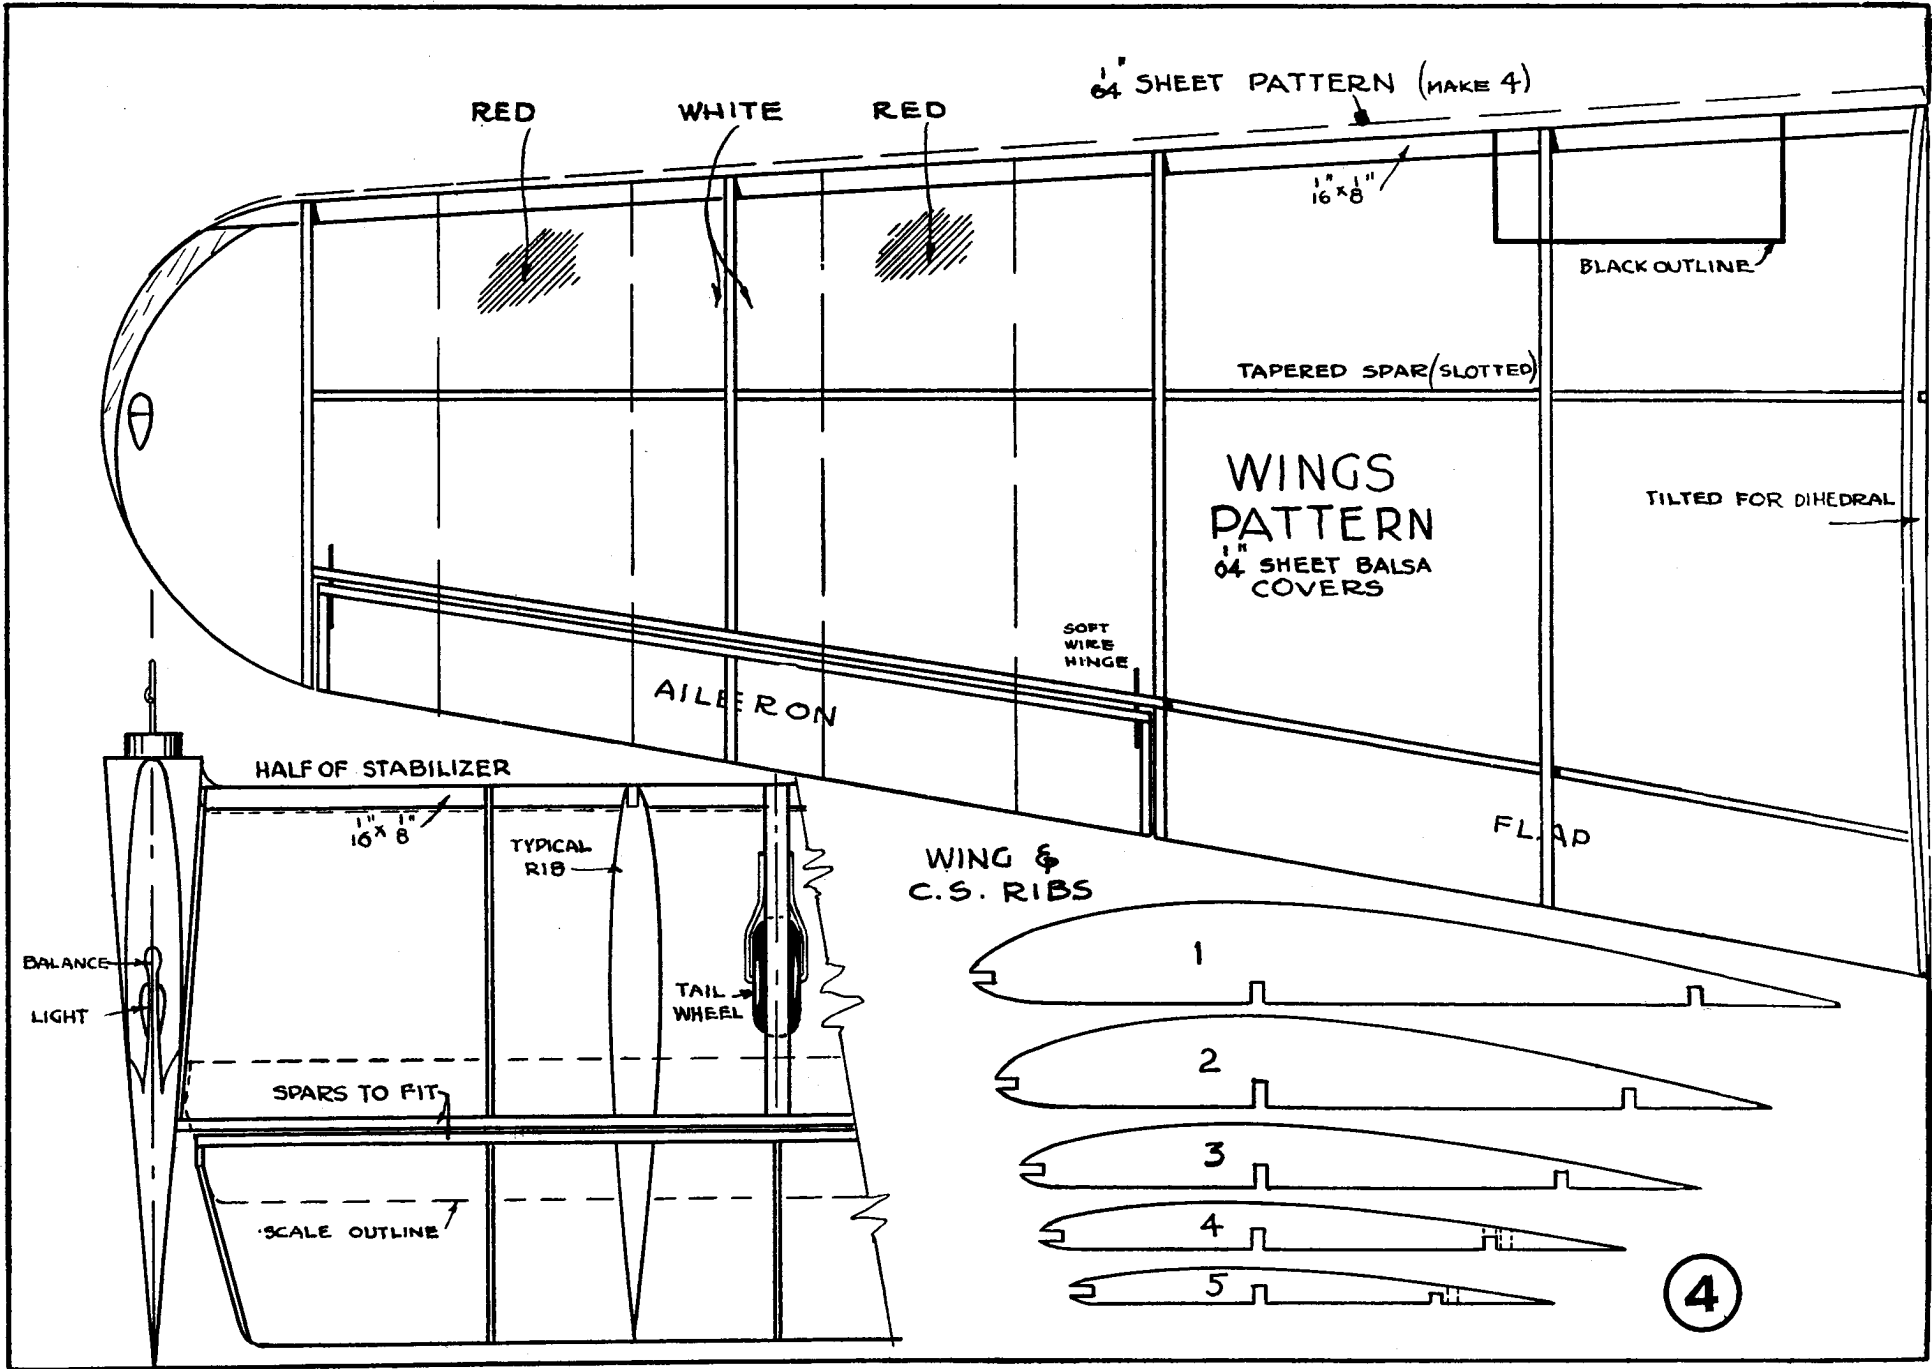 1/64" SHEET PATTERN (MAKE 4)
RED
WHITE
RED
1/16" x 1/8"
BLACK OUTLINE
TAPERED SPAR (SLOTTED)
WINGS
PATTERN
1/64" SHEET BALSA
COVERS
TILTED FOR DIHEDRAL
SOFT
WIRE
HINGE
AILERON
FLAP
HALF OF STABILIZER
1/16" x 1/8"
TYPICAL
RIB
WING &
C.S. RIBS
BALANCE
LIGHT
TAIL
WHEEL
SPARS TO FIT
SCALE OUTLINE
1
2
3
4
5
4